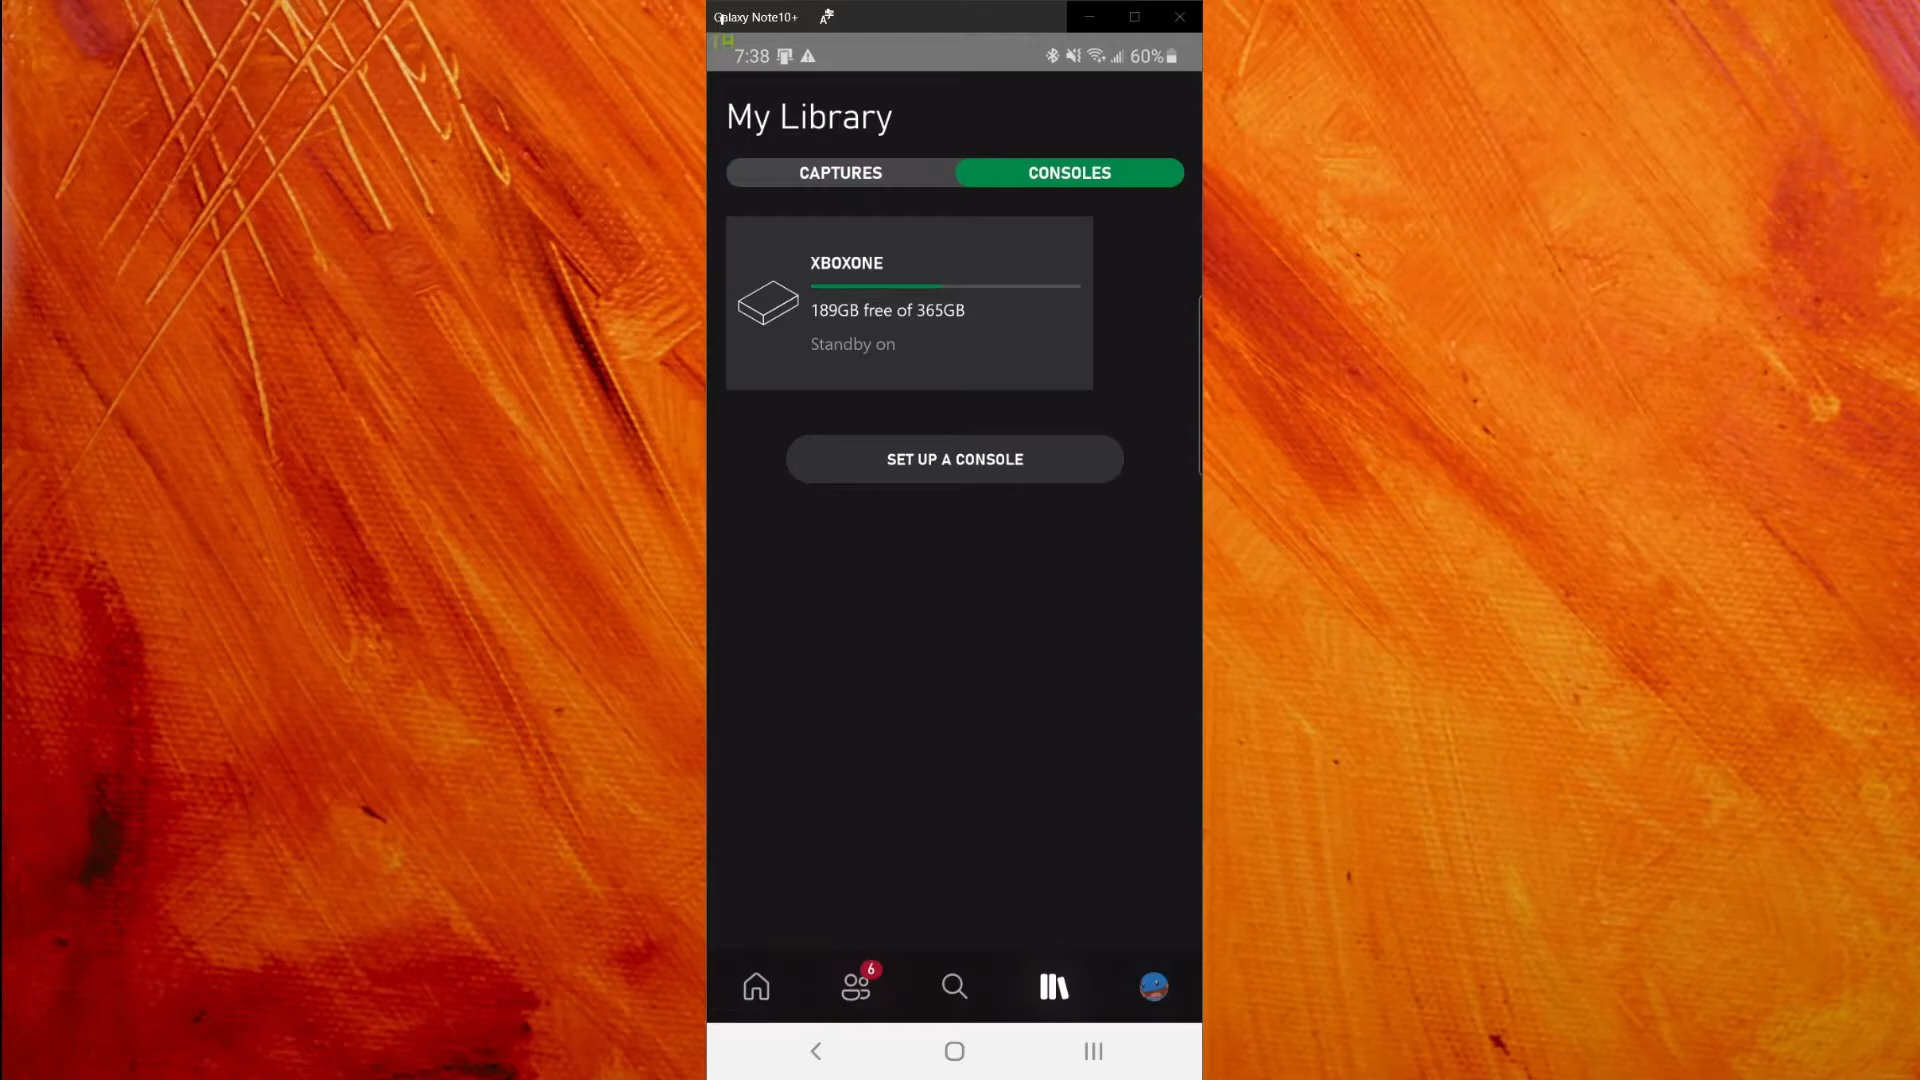 Galaxy Note10+
7:38
60%
My Library
CAPTURES
CONSOLES
XBOXONE
189GB free of 365GB
Standby on
SET UP A CONSOLE
6